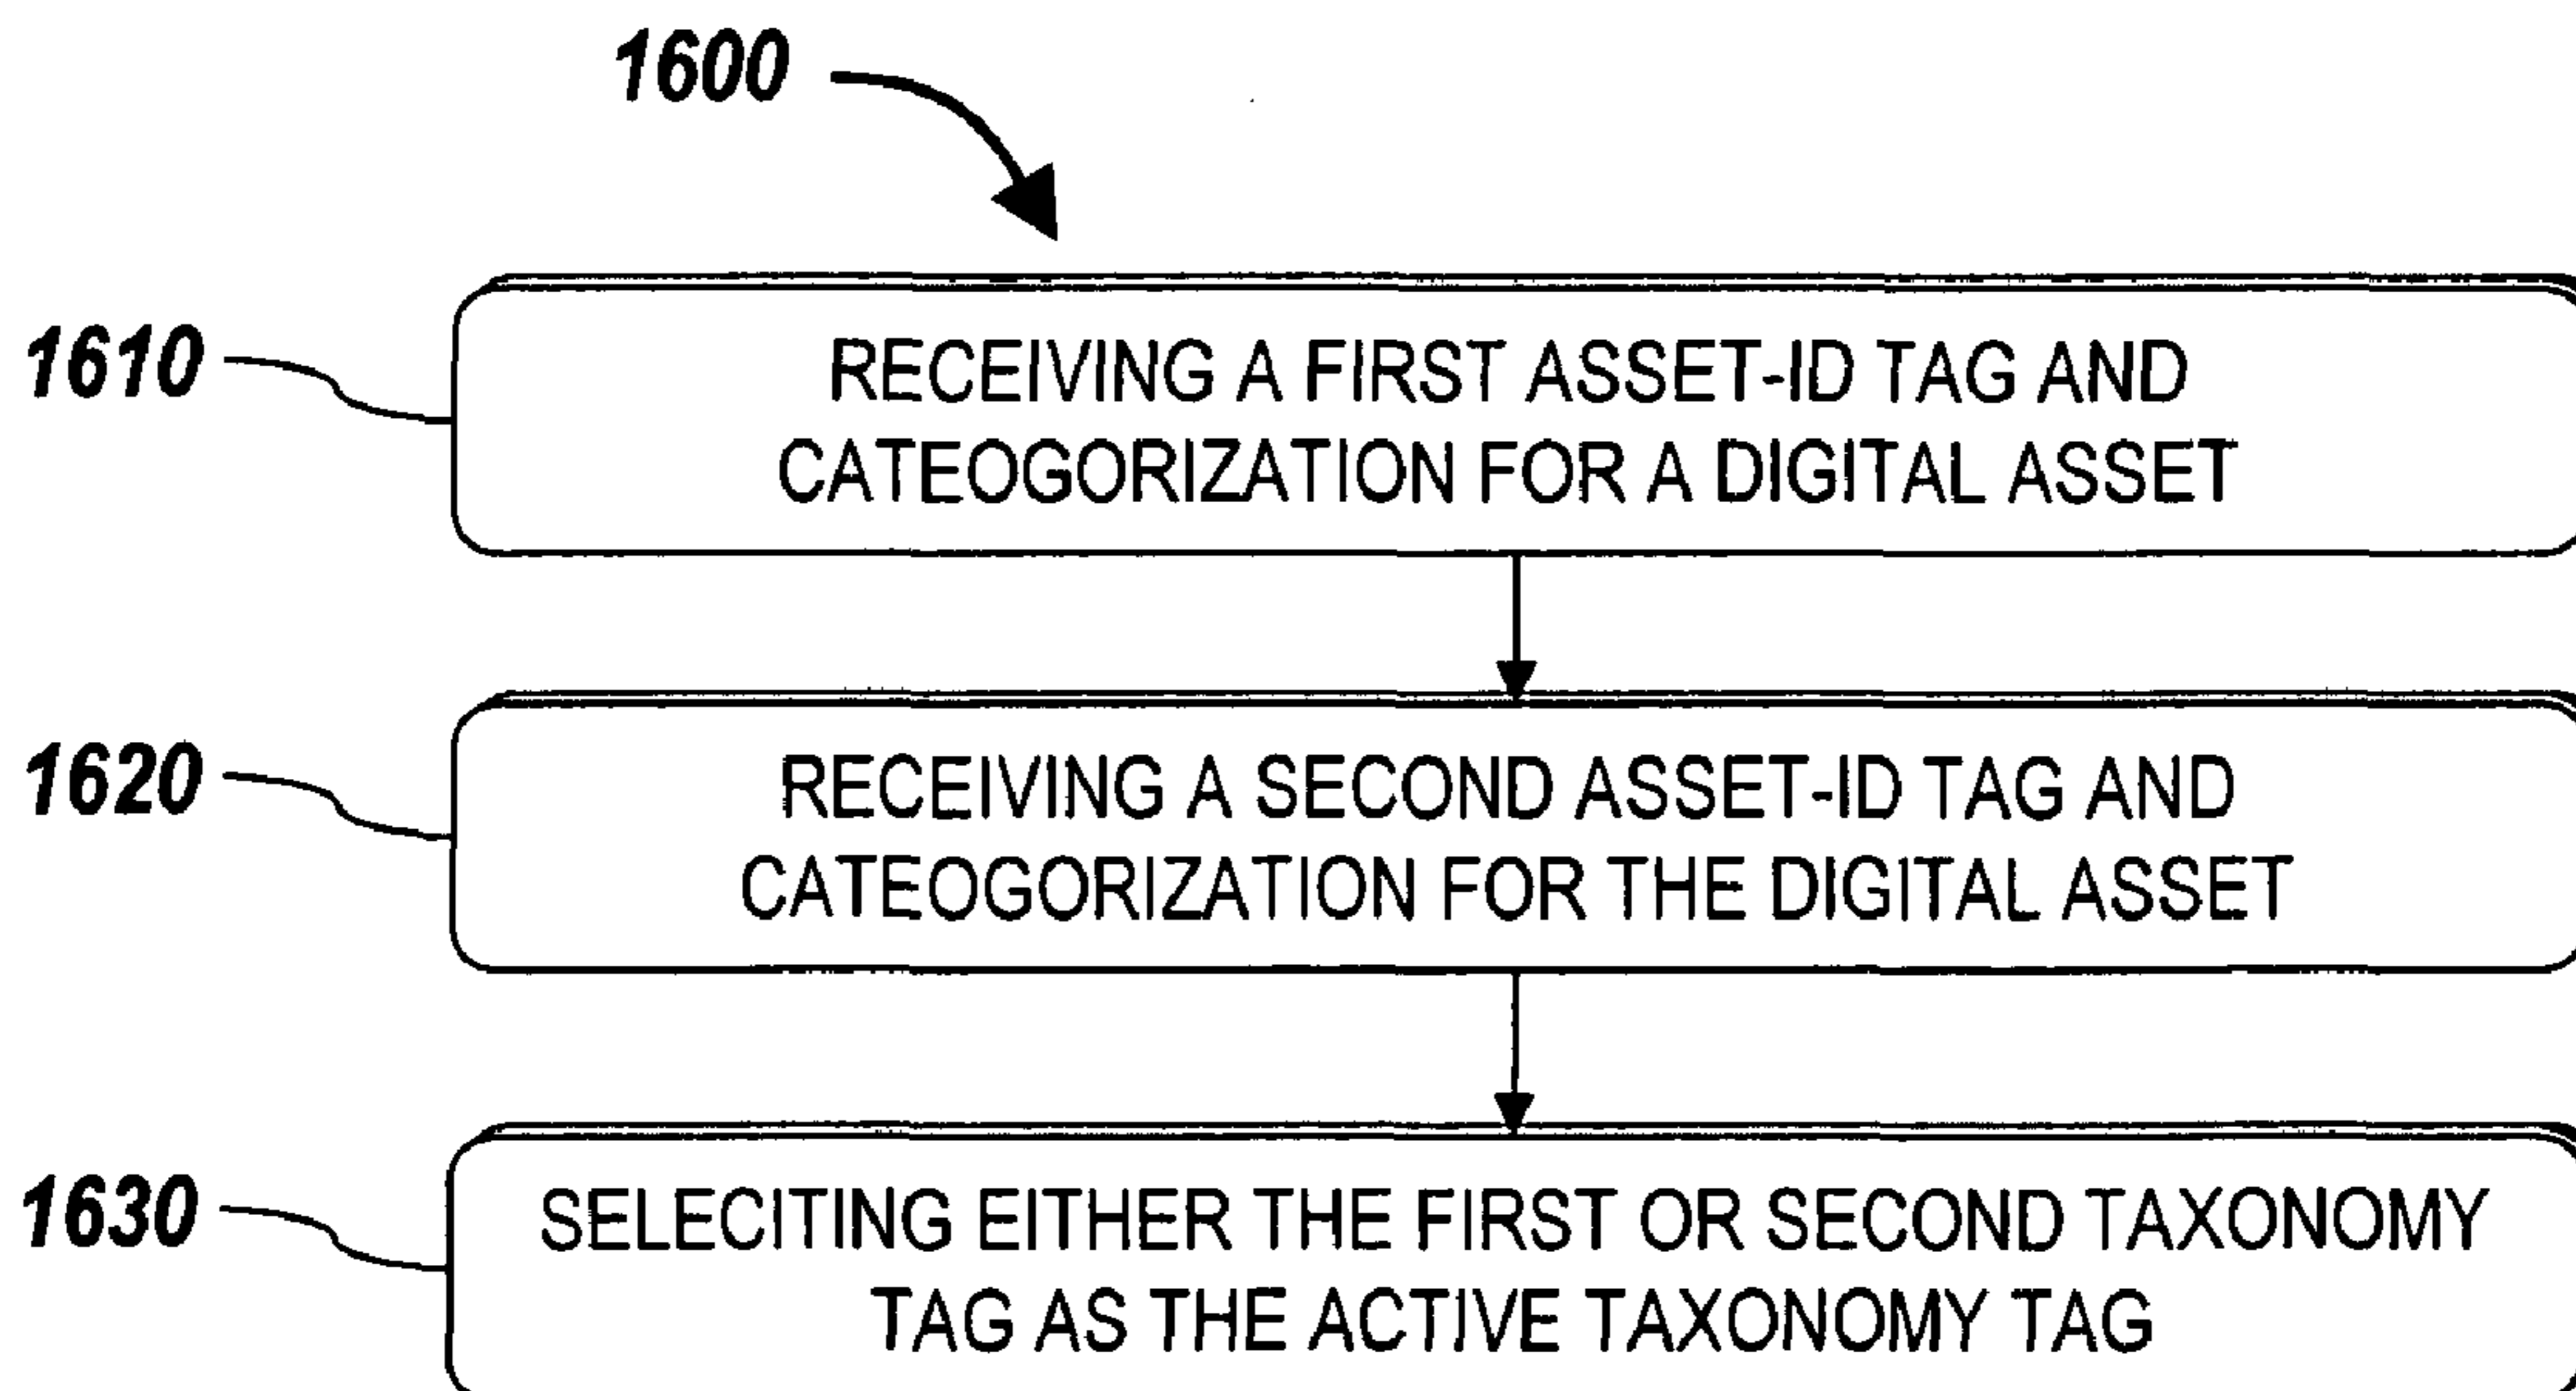 1600
1610
RECEIVING A FIRST ASSET-ID TAG AND
CATEOGORIZATION FOR A DIGITAL ASSET
1620
RECEIVING A SECOND ASSET-ID TAG AND
CATEOGORIZATION FOR THE DIGITAL ASSET
1630
SELECITING EITHER THE FIRST OR SECOND TAXONOMY
TAG AS THE ACTIVE TAXONOMY TAG